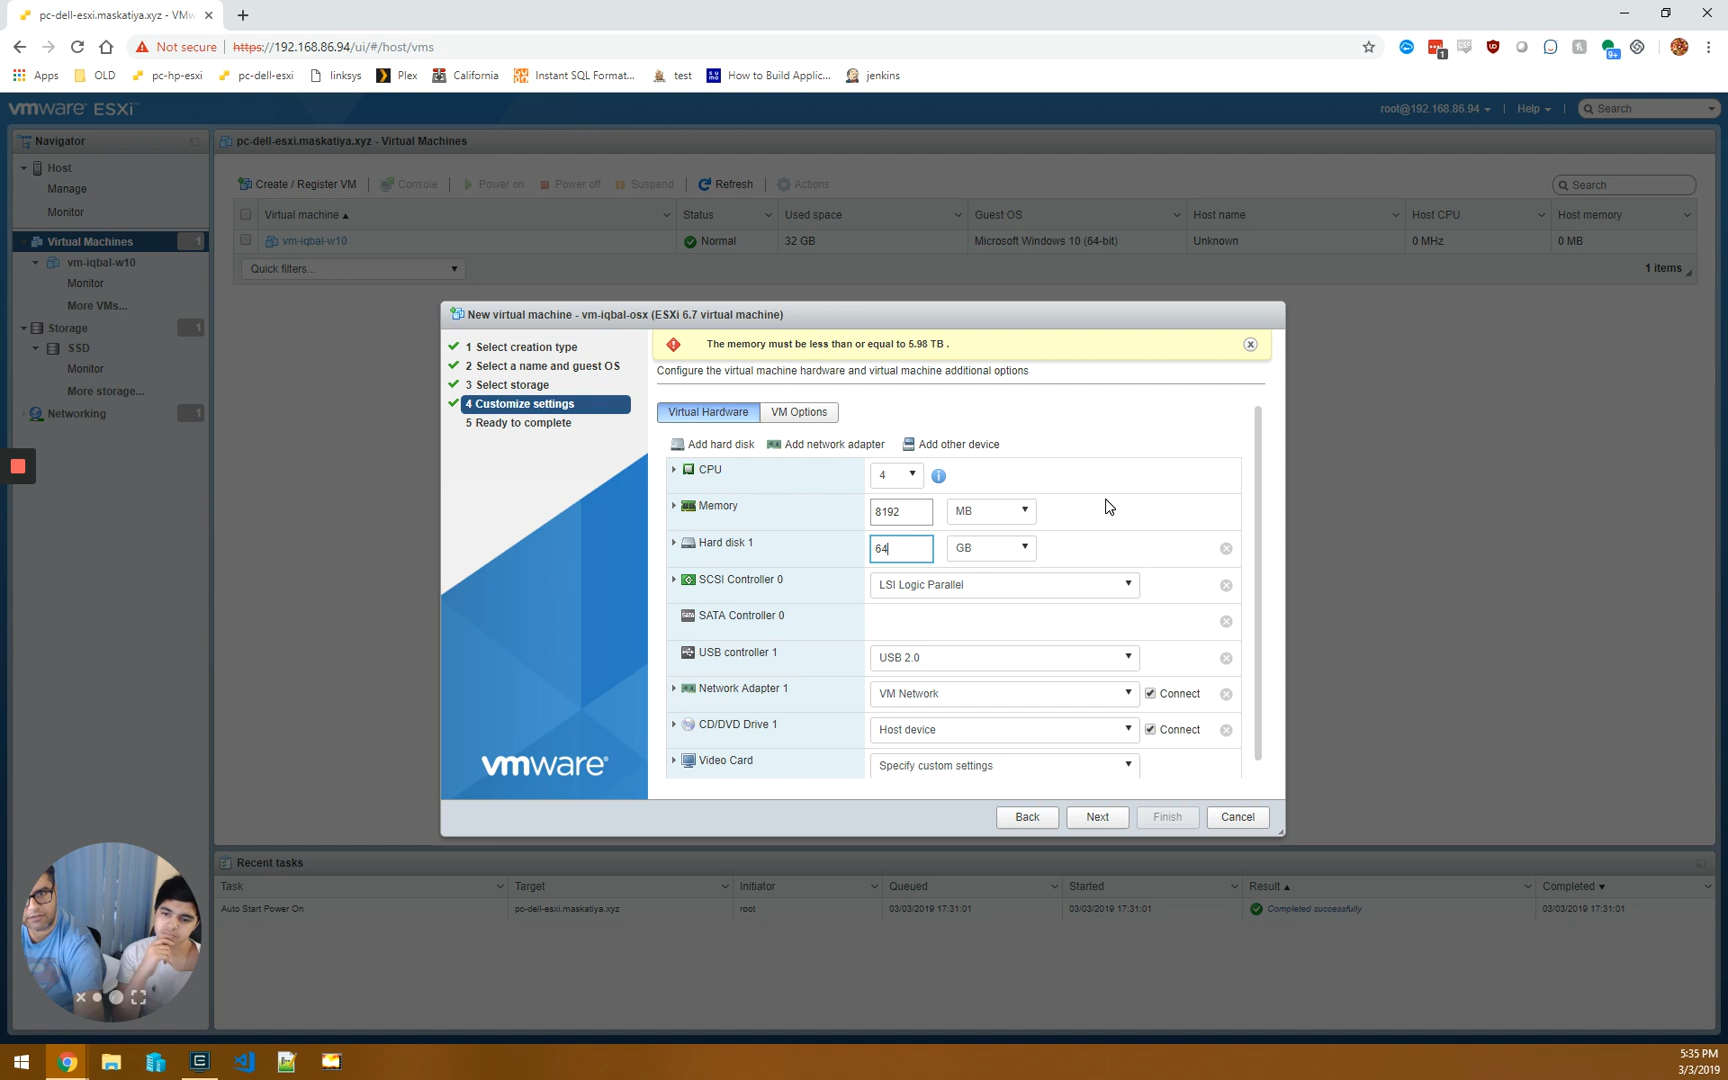 pc-dell-esxi.maskatiya.xyz - VMw
Not secure | https://192.168.86.94/ui/#/host/vms
1
9+
Apps OLD pc-hp-esxi pc-dell-esxi linksys Plex California Instant SQL Format... test How to Build Applic... jenkins
vmware ESXi
root@192.168.86.94 | Help | Search
Navigator
Host
Manage
Monitor
Virtual Machines 1
vm-iqbal-w10
Monitor
More VMs...
Storage 1
SSD
Monitor
More storage...
Networking 1
pc-dell-esxi.maskatiya.xyz - Virtual Machines
Create / Register VM | Console | Power on Power off Suspend | Refresh | Actions
Search
Virtual machine Status Used space Guest OS Host name Host CPU Host memory
vm-iqbal-w10 Normal 32 GB Microsoft Windows 10 (64-bit) Unknown 0 MHz 0 MB
Quick filters...
1 items
New virtual machine - vm-iqbal-osx (ESXi 6.7 virtual machine)
1 Select creation type
2 Select a name and guest OS
3 Select storage
4 Customize settings
5 Ready to complete
vmware
The memory must be less than or equal to 5.98 TB .
Configure the virtual machine hardware and virtual machine additional options
Virtual Hardware VM Options
Add hard disk Add network adapter Add other device
CPU 4
Memory 8192 MB
Hard disk 1 64 GB
SCSI Controller 0 LSI Logic Parallel
SATA Controller 0
USB controller 1 USB 2.0
Network Adapter 1 VM Network Connect
CD/DVD Drive 1 Host device Connect
Video Card Specify custom settings
Back Next Finish Cancel
Recent tasks
Task Target Initiator Queued Started Result Completed
Auto Start Power On pc-dell-esxi.maskatiya.xyz root 03/03/2019 17:31:01 03/03/2019 17:31:01 Completed successfully 03/03/2019 17:31:01
5:35 PM
3/3/2019